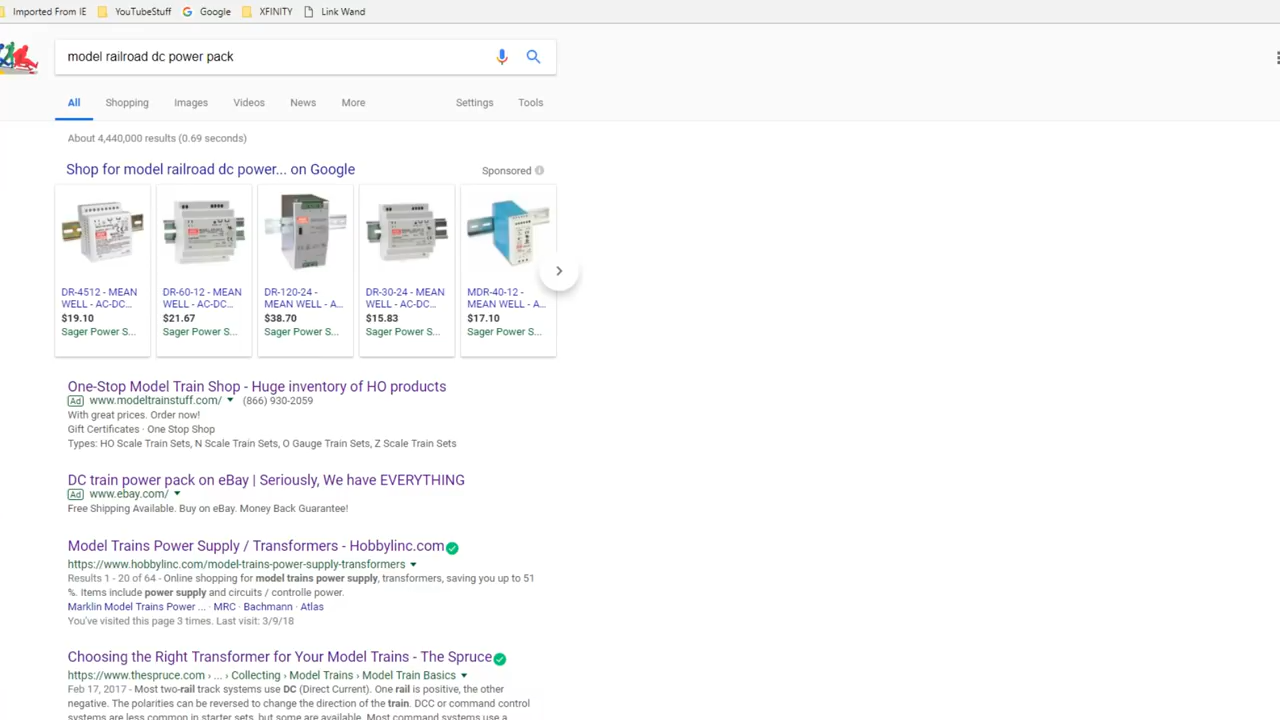 Imported From IE YouTubeStuff Google XFINITY Link Wand
model railroad dc power pack
All Shopping Images Videos News More Settings Tools
About 4,440,000 results (0.69 seconds)
Shop for model railroad dc power... on Google Sponsored
DR-4512 - MEAN WELL - AC-DC...
$19.10
Sager Power S...
DR-60-12 - MEAN WELL - AC-DC...
$21.67
Sager Power S...
DR-120-24 - MEAN WELL - A...
$38.70
Sager Power S...
DR-30-24 - MEAN WELL - AC-DC...
$15.83
Sager Power S...
MDR-40-12 - MEAN WELL - A...
$17.10
Sager Power S...
One-Stop Model Train Shop - Huge inventory of HO products
Ad www.modeltrainstuff.com/ (866) 930-2059
With great prices. Order now!
Gift Certificates · One Stop Shop
Types: HO Scale Train Sets, N Scale Train Sets, O Gauge Train Sets, Z Scale Train Sets
DC train power pack on eBay | Seriously, We have EVERYTHING
Ad www.ebay.com/
Free Shipping Available. Buy on eBay. Money Back Guarantee!
Model Trains Power Supply / Transformers - Hobbylinc.com
https://www.hobbylinc.com/model-trains-power-supply-transformers
Results 1 - 20 of 64 - Online shopping for model trains power supply, transformers, saving you up to 51
%. Items include power supply and circuits / controlle power.
Marklin Model Trains Power ... · MRC · Bachmann · Atlas
You've visited this page 3 times. Last visit: 3/9/18
Choosing the Right Transformer for Your Model Trains - The Spruce
https://www.thespruce.com › ... › Collecting › Model Trains › Model Train Basics
Feb 17, 2017 - Most two-rail track systems use DC (Direct Current). One rail is positive, the other
negative. The polarities can be reversed to change the direction of the train. DCC or command control
systems are less common in starter sets, but some are available. Most command systems use a